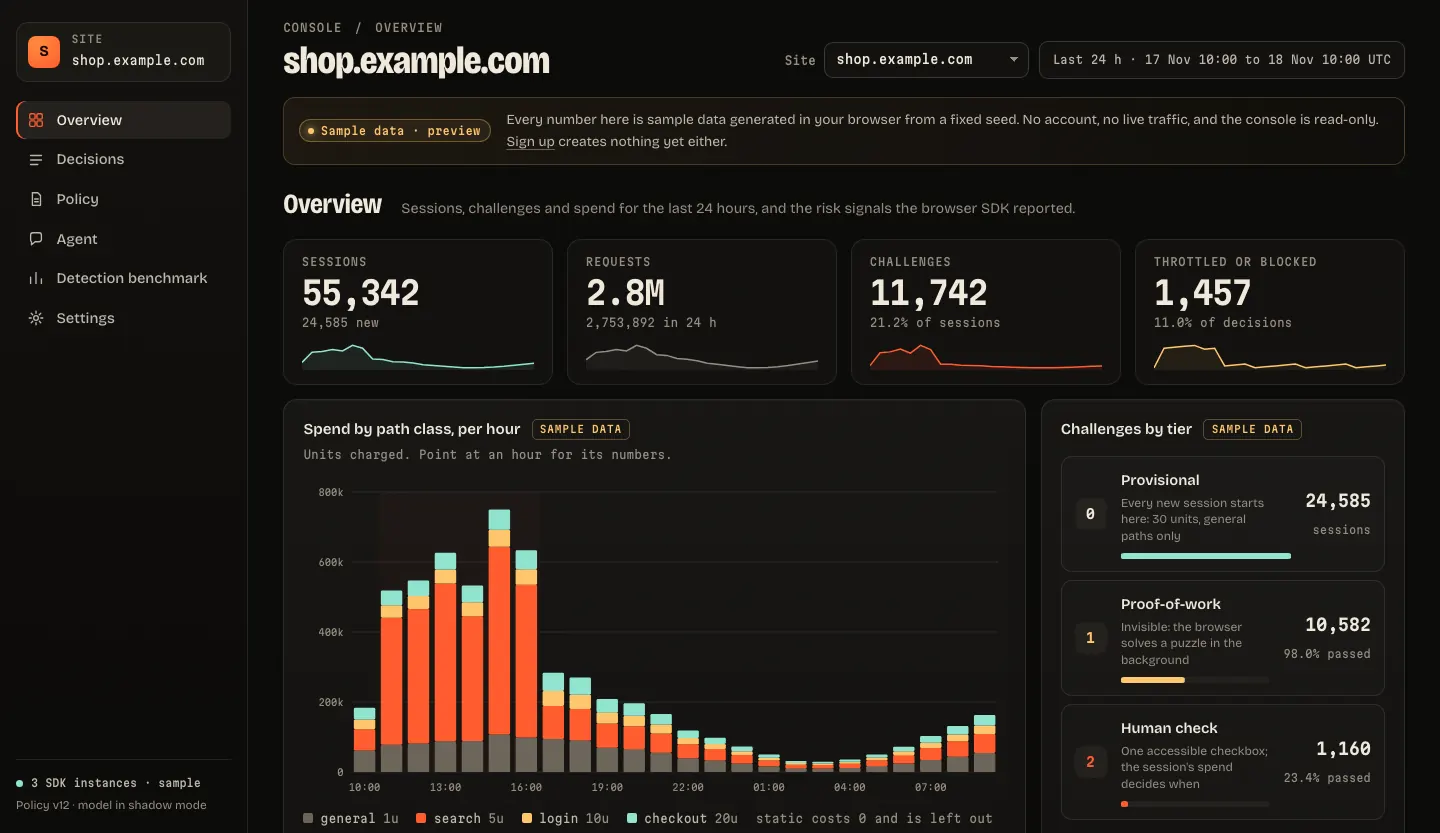 S
SITE
shop.example.com
Overview
Decisions
Policy
Agent
Detection benchmark
Settings
3 SDK instances · sample
Policy v12 · model in shadow mode
CONSOLE / OVERVIEW
shop.example.com
Site
shop.example.com
Last 24 h · 17 Nov 10:00 to 18 Nov 10:00 UTC
Sample data · preview
Every number here is sample data generated in your browser from a fixed seed. No account, no live traffic, and the console is read-only.
Sign up creates nothing yet either.
Overview
Sessions, challenges and spend for the last 24 hours, and the risk signals the browser SDK reported.
SESSIONS
55,342
24,585 new
REQUESTS
2.8M
2,753,892 in 24 h
CHALLENGES
11,742
21.2% of sessions
THROTTLED OR BLOCKED
1,457
11.0% of decisions
Spend by path class, per hour
SAMPLE DATA
Units charged. Point at an hour for its numbers.
800k
600k
400k
200k
0
10:00 13:00 16:00 19:00 22:00 01:00 04:00 07:00
general 1u search 5u login 10u checkout 20u static costs 0 and is left out
Challenges by tier
SAMPLE DATA
0
Provisional
Every new session starts
here: 30 units, general
paths only
24,585
sessions
1
Proof-of-work
Invisible: the browser
solves a puzzle in the
background
10,582
98.0% passed
2
Human check
One accessible checkbox;
the session's spend
decides when
1,160
23.4% passed